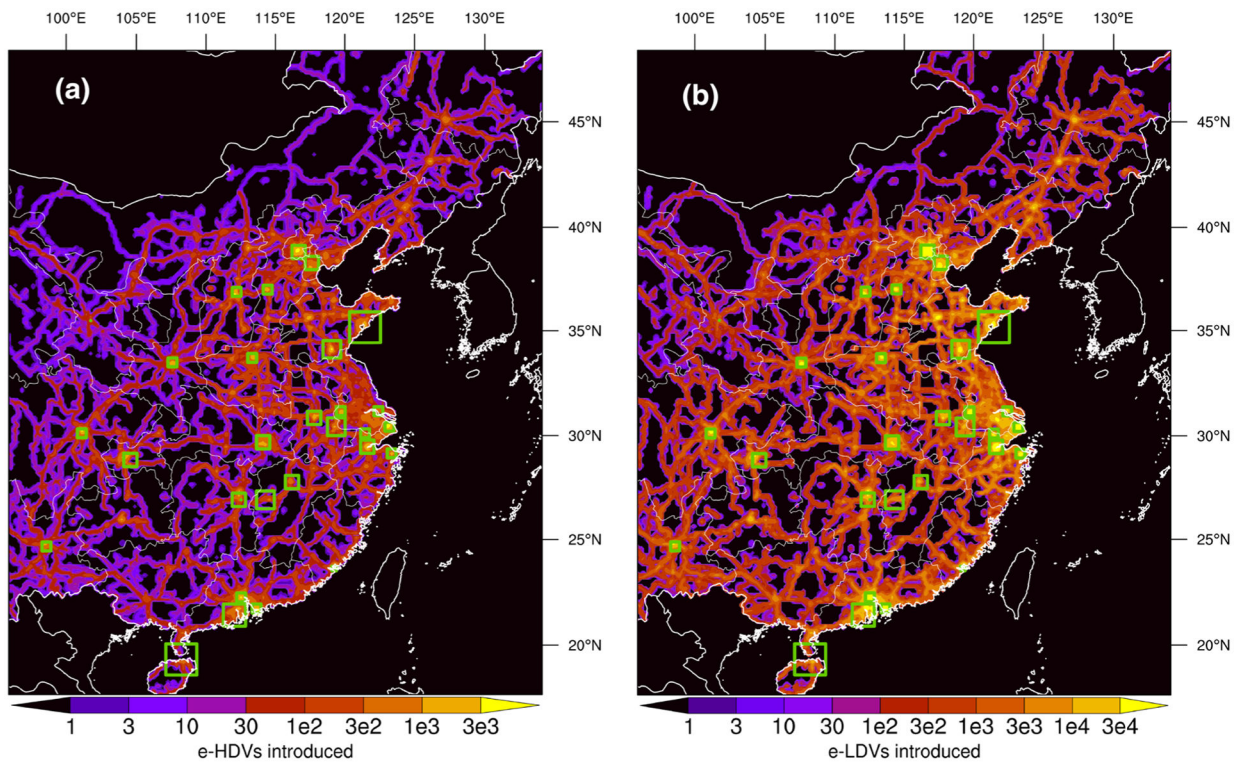 100°E 105°E 110°E 115°E 120°E 125°E 130°E
100°E 105°E 110°E 115°E 120°E 125°E 130°E
(a)
(b)
45°N
45°N
40°N
40°N
35°N
35°N
30°N
30°N
25°N
25°N
20°N
20°N
1 3 10 30 1e2 3e2 1e3 3e3
e-HDVs introduced
1 3 10 30 1e2 3e2 1e3 3e3 1e4 3e4
e-LDVs introduced